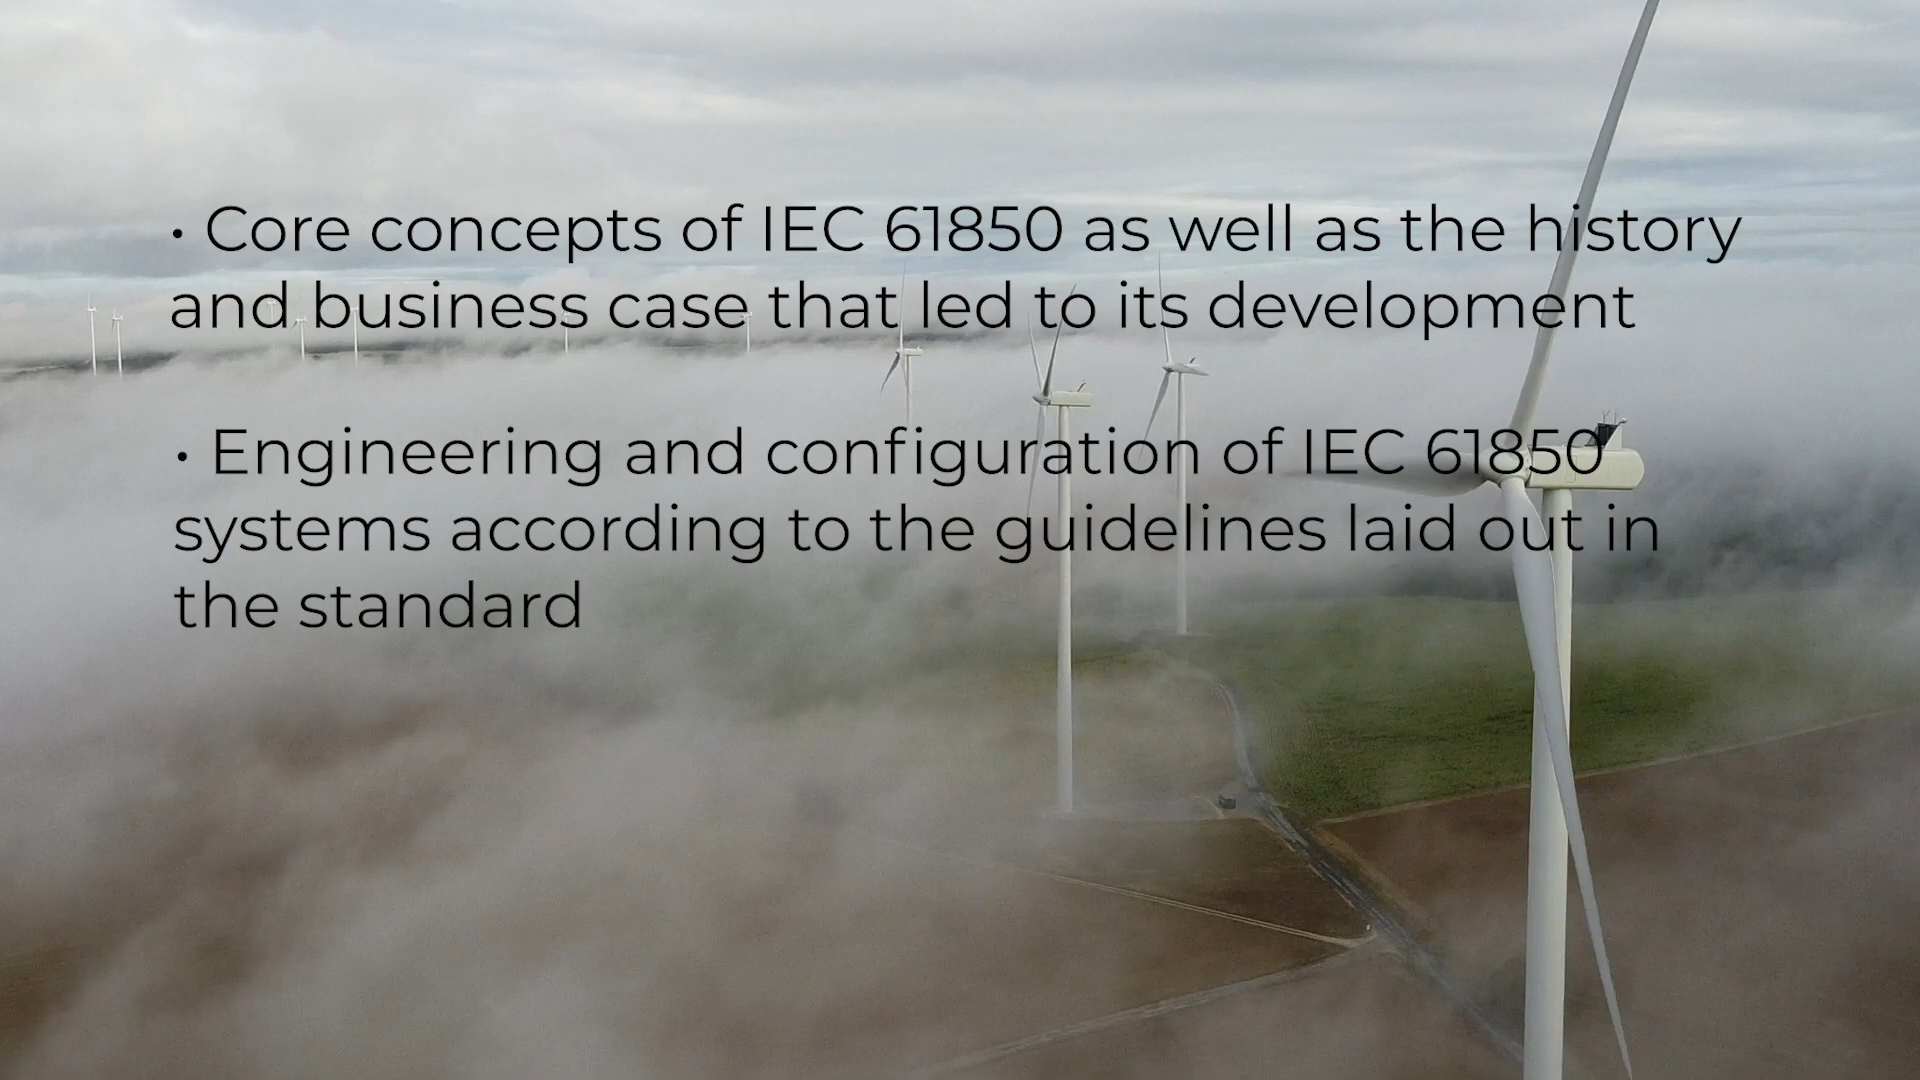 • Core concepts of IEC 61850 as well as the history
and business case that led to its development
• Engineering and configuration of IEC 61850
systems according to the guidelines laid out in
the standard